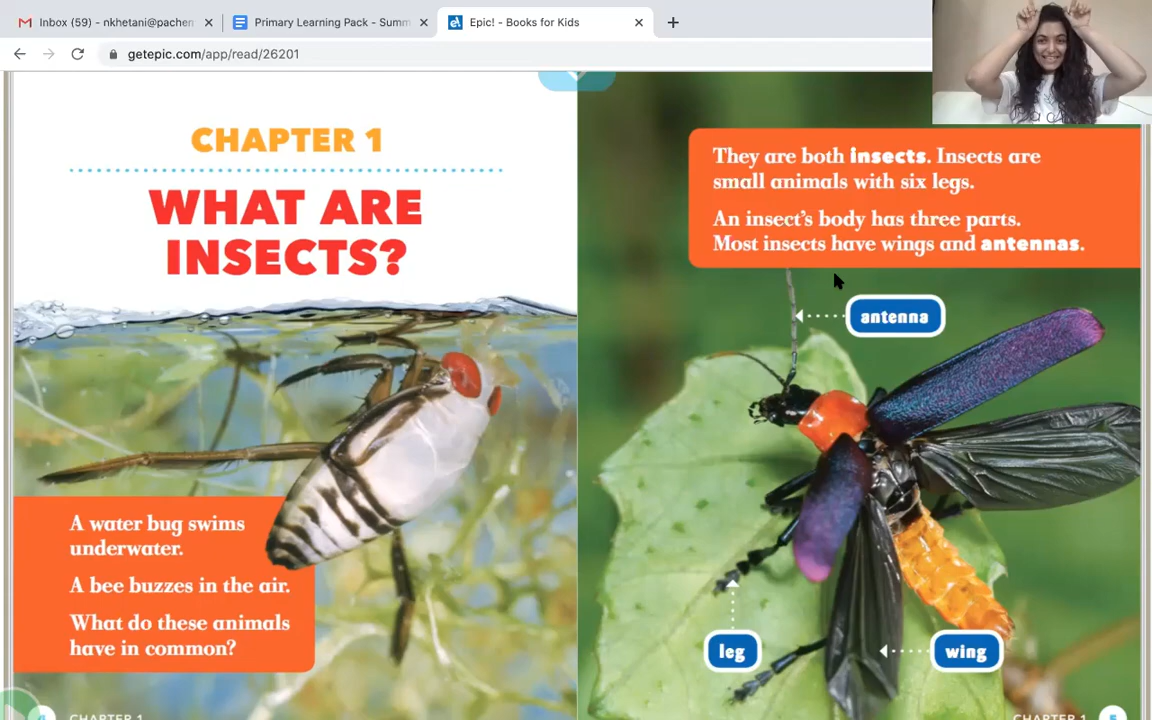 Inbox (59) - nkhetani@pachem
Primary Learning Pack - Summ
Epic! - Books for Kids
getepic.com/app/read/26201
CHAPTER 1
WHAT ARE
INSECTS?
A water bug swims
underwater.
A bee buzzes in the air.
What do these animals
have in common?
4 CHAPTER 1
They are both insects. Insects are
small animals with six legs.
An insect's body has three parts.
Most insects have wings and antennas.
antenna
leg
wing
CHAPTER 1 5